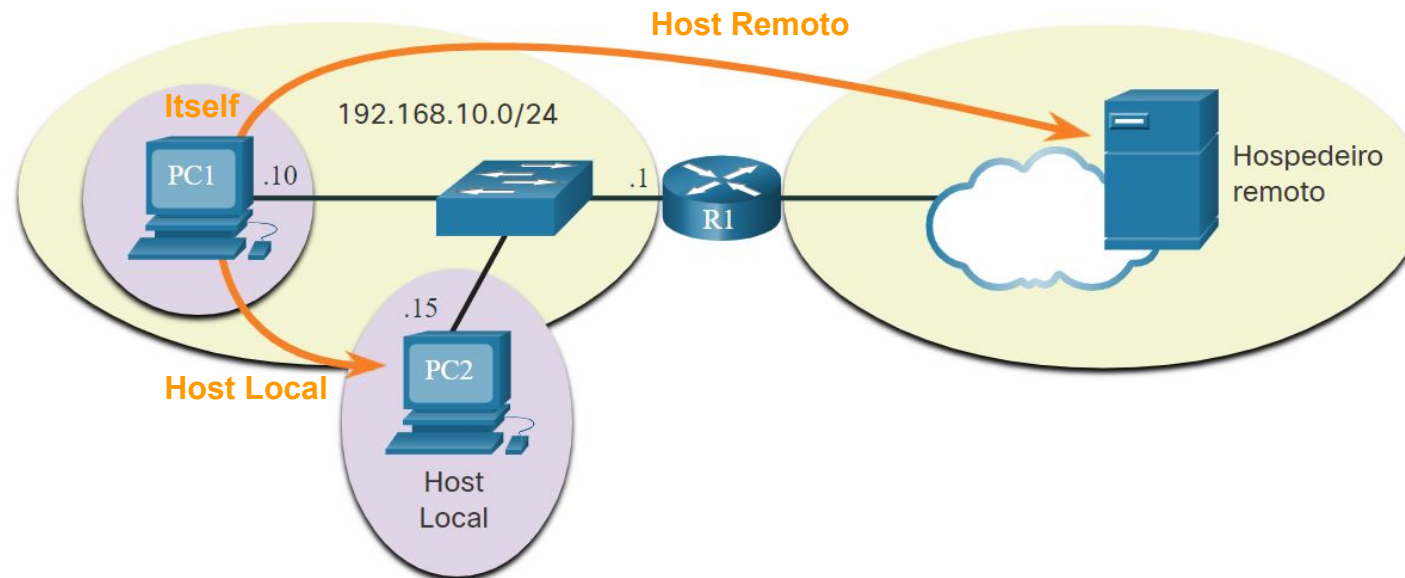 Host Remoto
Itself
192.168.10.0/24
PC1
.10
.1
R1
Hospedeiro
remoto
.15
PC2
Host Local
Host
Local